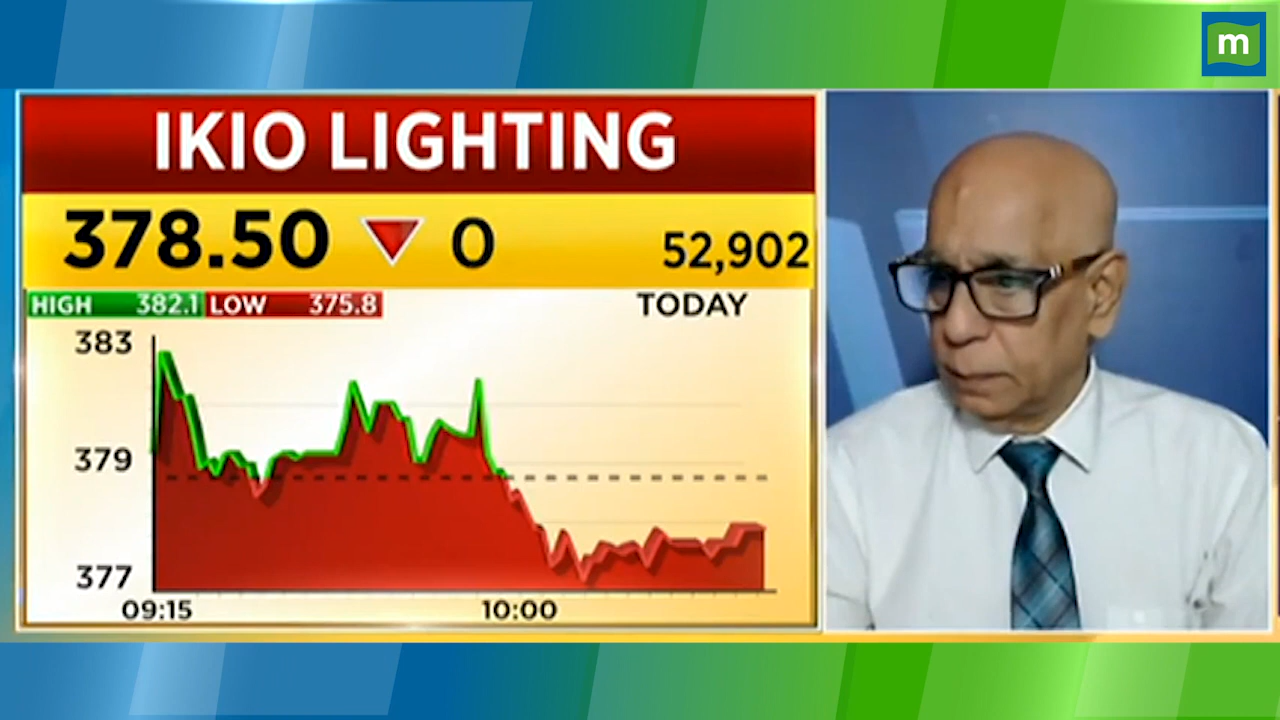 m
IKIO LIGHTING
378.50 ▼ 0 52,902
HIGH 382.1 LOW 375.8 TODAY
383
379
377
09:15 10:00